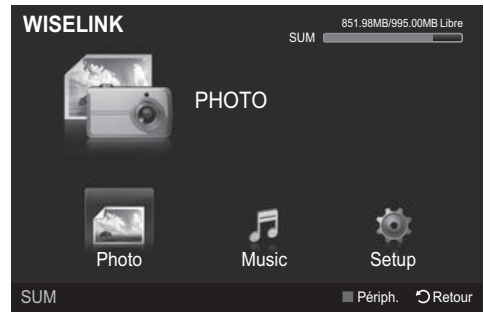 WISELINK
851.98MB/995.00MB Libre
SUM
PHOTO
Photo Music Setup
SUM Périph. Retour